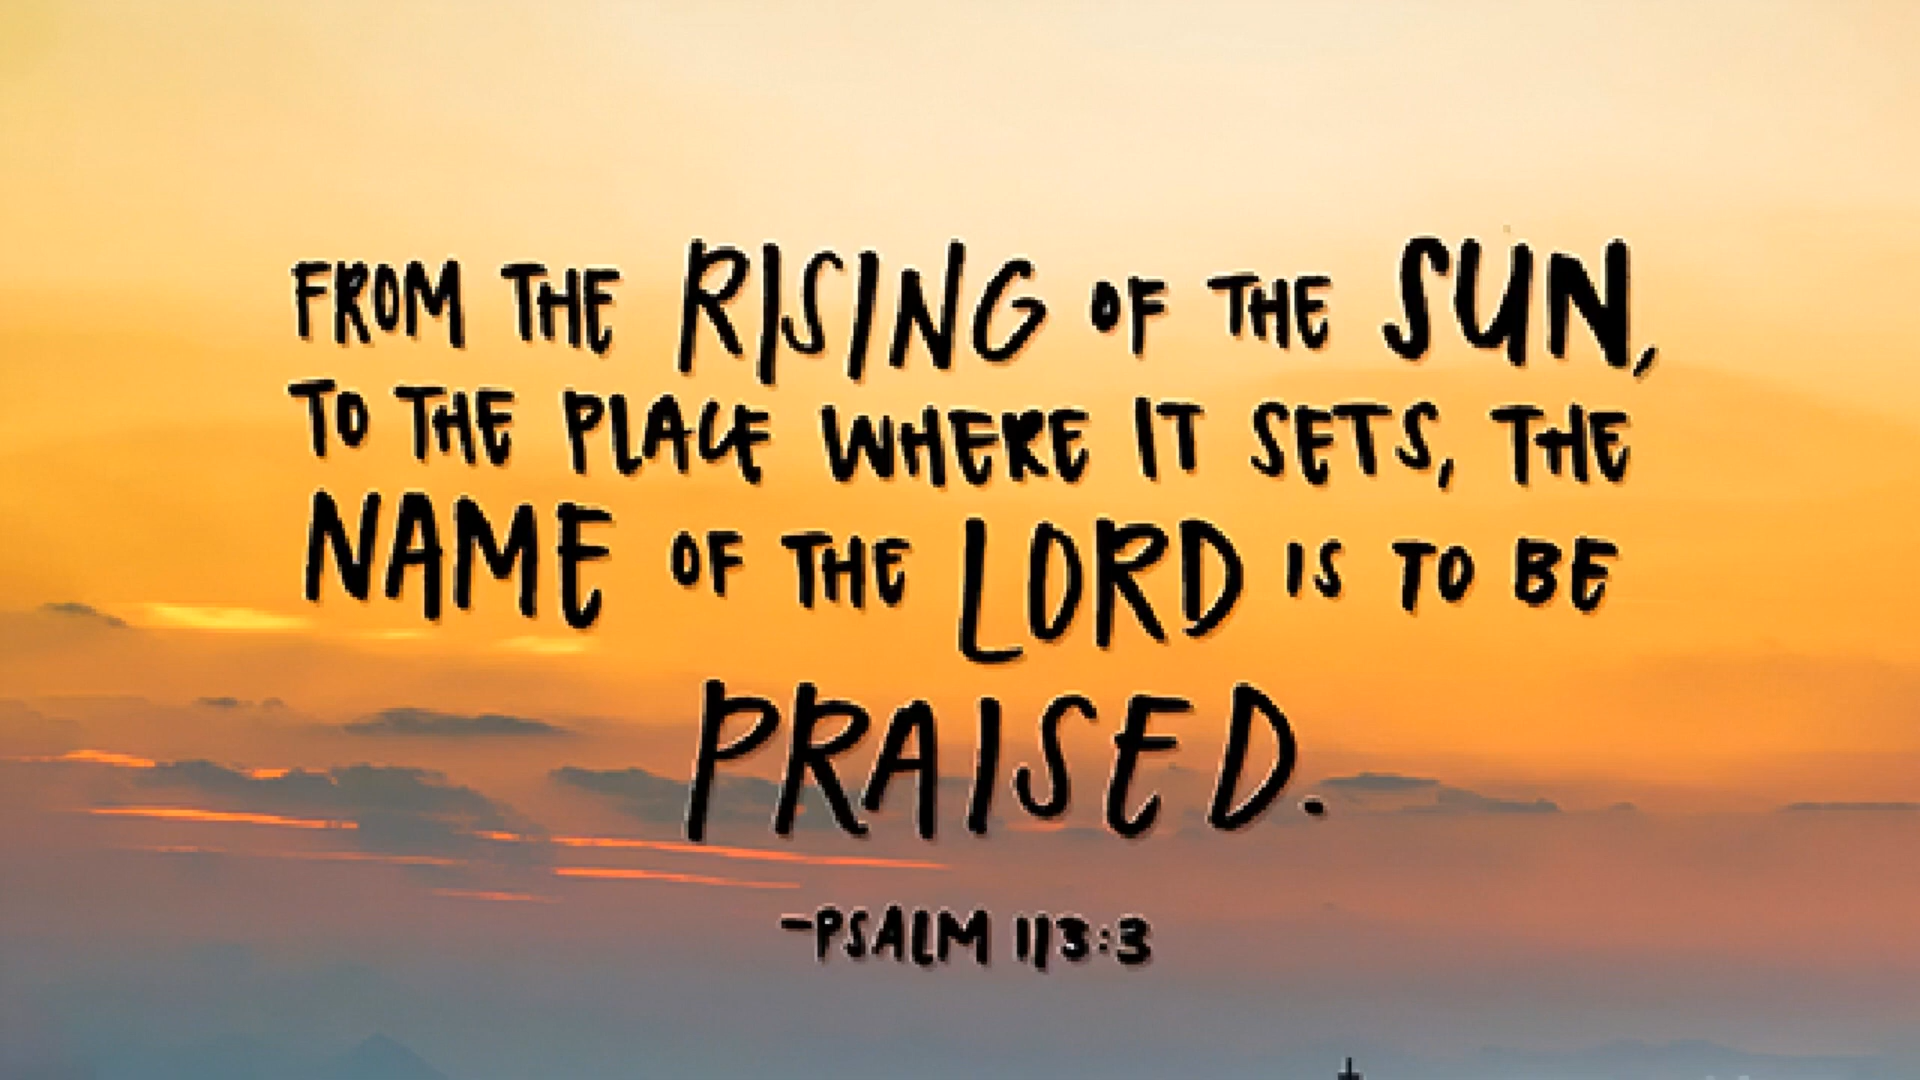 FROM THE RISING OF THE SUN,
TO THE PLACE WHERE IT SETS, THE
NAME OF THE LORD IS TO BE
PRAISED.
-PSALM 113:3